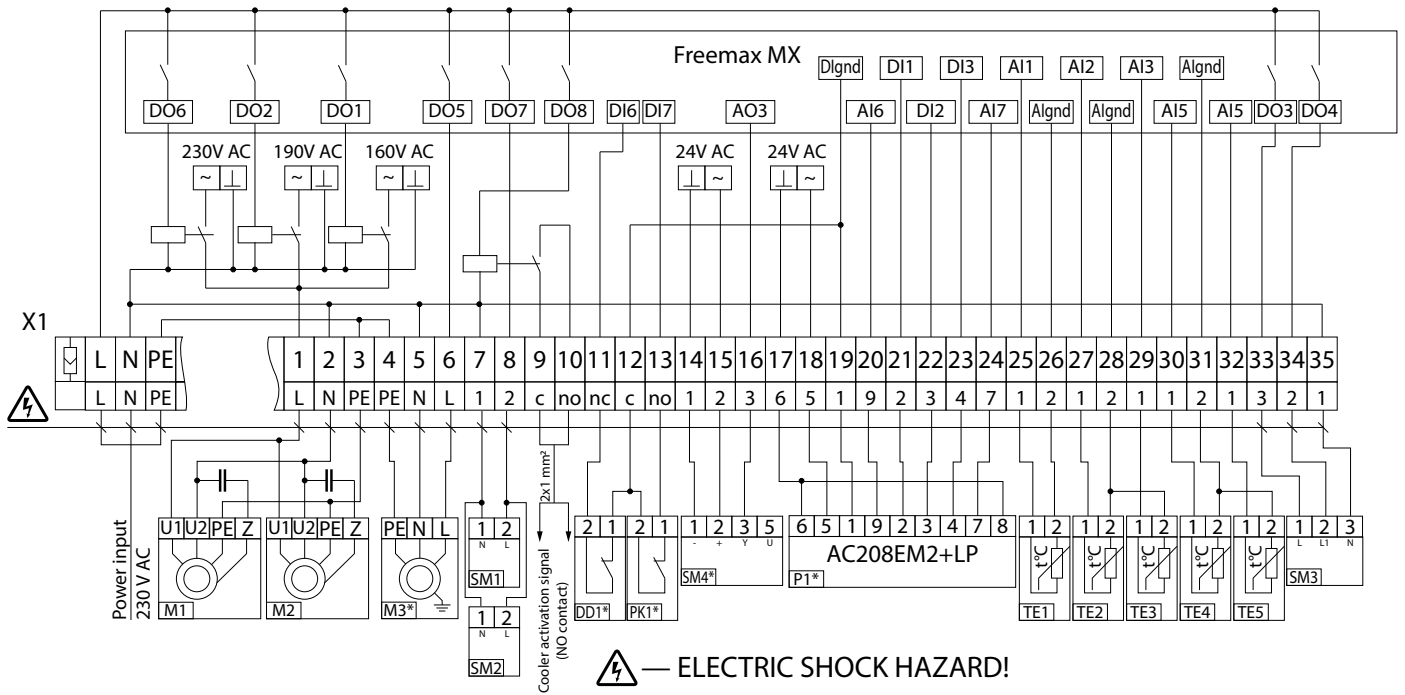 Freemax MX
DIgnd DI1 DI3 AI1 AI2 AI3 AIgnd
DO6 DO2 DO1 DO5 DO7 DO8 DI6 DI7 AO3 AI6 DI2 AI7 AIgnd AIgnd AI5 AI5 DO3 DO4
230V AC 190V AC 160V AC 24V AC 24V AC
~ ⊥ ~ ⊥ ~ ⊥ ⊥ ~ ⊥ ~
X1
L N PE 1 2 3 4 5 6 7 8 9 10 11 12 13 14 15 16 17 18 19 20 21 22 23 24 25 26 27 28 29 30 31 32 33 34 35
L N PE L N PE PE N L 1 2 c no nc c no 1 2 3 6 5 1 9 2 3 4 7 1 2 1 2 1 1 2 1 3 2 1
Power input
230 V AC
U1 U2 PE Z
M1
U1 U2 PE Z
M2
PE N L
M3*
1 2
N L
SM1
1 2
N L
SM2
2x1 mm²
Cooler activation signal
(NO contact)
2 1
DD1*
2 1
PK1*
1 2 3 5
- + Y U
SM4*
6 5 1 9 2 3 4 7 8
AC208EM2+LP
P1*
1 2
t°C
TE1
1 2
t°C
TE2
1 2
t°C
TE3
1 2
t°C
TE4
1 2
t°C
TE5
1 2 3
L L1 N
SM3
— ELECTRIC SHOCK HAZARD!